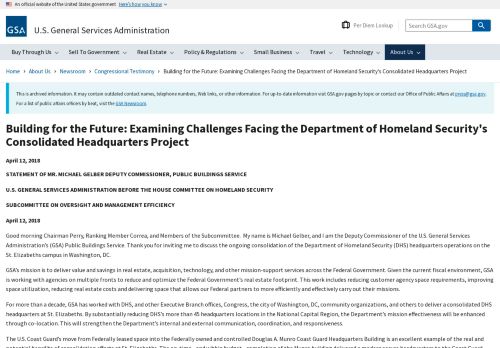 An official website of the United States government Here's how you know
GSA
U.S. General Services Administration
Per Diem Lookup
Search GSA.gov
Buy Through Us Sell To Government Real Estate Policy & Regulations Small Business Travel Technology About Us
Home › About Us › Newsroom › Congressional Testimony › Building for the Future: Examining Challenges Facing the Department of Homeland Security's Consolidated Headquarters Project
This is archived information. It may contain outdated contact names, telephone numbers, Web links, or other information. For up-to-date information visit GSA.gov pages by topic or contact our Office of Public Affairs at press@gsa.gov.
For a list of public affairs officers by beat, visit the GSA Newsroom.
Building for the Future: Examining Challenges Facing the Department of Homeland Security's
Consolidated Headquarters Project
April 12, 2018
STATEMENT OF MR. MICHAEL GELBER DEPUTY COMMISSIONER, PUBLIC BUILDINGS SERVICE
U.S. GENERAL SERVICES ADMINISTRATION BEFORE THE HOUSE COMMITTEE ON HOMELAND SECURITY
SUBCOMMITTEE ON OVERSIGHT AND MANAGEMENT EFFICIENCY
April 12, 2018
Good morning Chairman Perry, Ranking Member Correa, and Members of the Subcommittee. My name is Michael Gelber, and I am the Deputy Commissioner of the U.S. General Services
Administration's (GSA) Public Buildings Service. Thank you for inviting me to discuss the ongoing consolidation of the Department of Homeland Security (DHS) headquarters operations on the
St. Elizabeths campus in Washington, DC.
GSA's mission is to deliver value and savings in real estate, acquisition, technology, and other mission-support services across the Federal Government. Given the current fiscal environment, GSA
is working with agencies on multiple fronts to reduce and optimize the Federal Government's real estate footprint. This work includes reducing customer agency space requirements, improving
space utilization, reducing real estate costs and delivering space that allows our Federal partners to more efficiently and effectively carry out their missions.
For more than a decade, GSA has worked with DHS, and other Executive Branch offices, Congress, the city of Washington, DC, community organizations, and others to deliver a consolidated DHS
headquarters at St. Elizabeths. By substantially reducing DHS's more than 45 headquarters locations in the National Capital Region, the Department's mission effectiveness will be enhanced
through co-location. This will strengthen the Department's internal and external communication, coordination, and responsiveness.
The U.S. Coast Guard's move from Federally leased space into the Federally owned and controlled Douglas A. Munro Coast Guard Headquarters Building is an excellent example of the real and